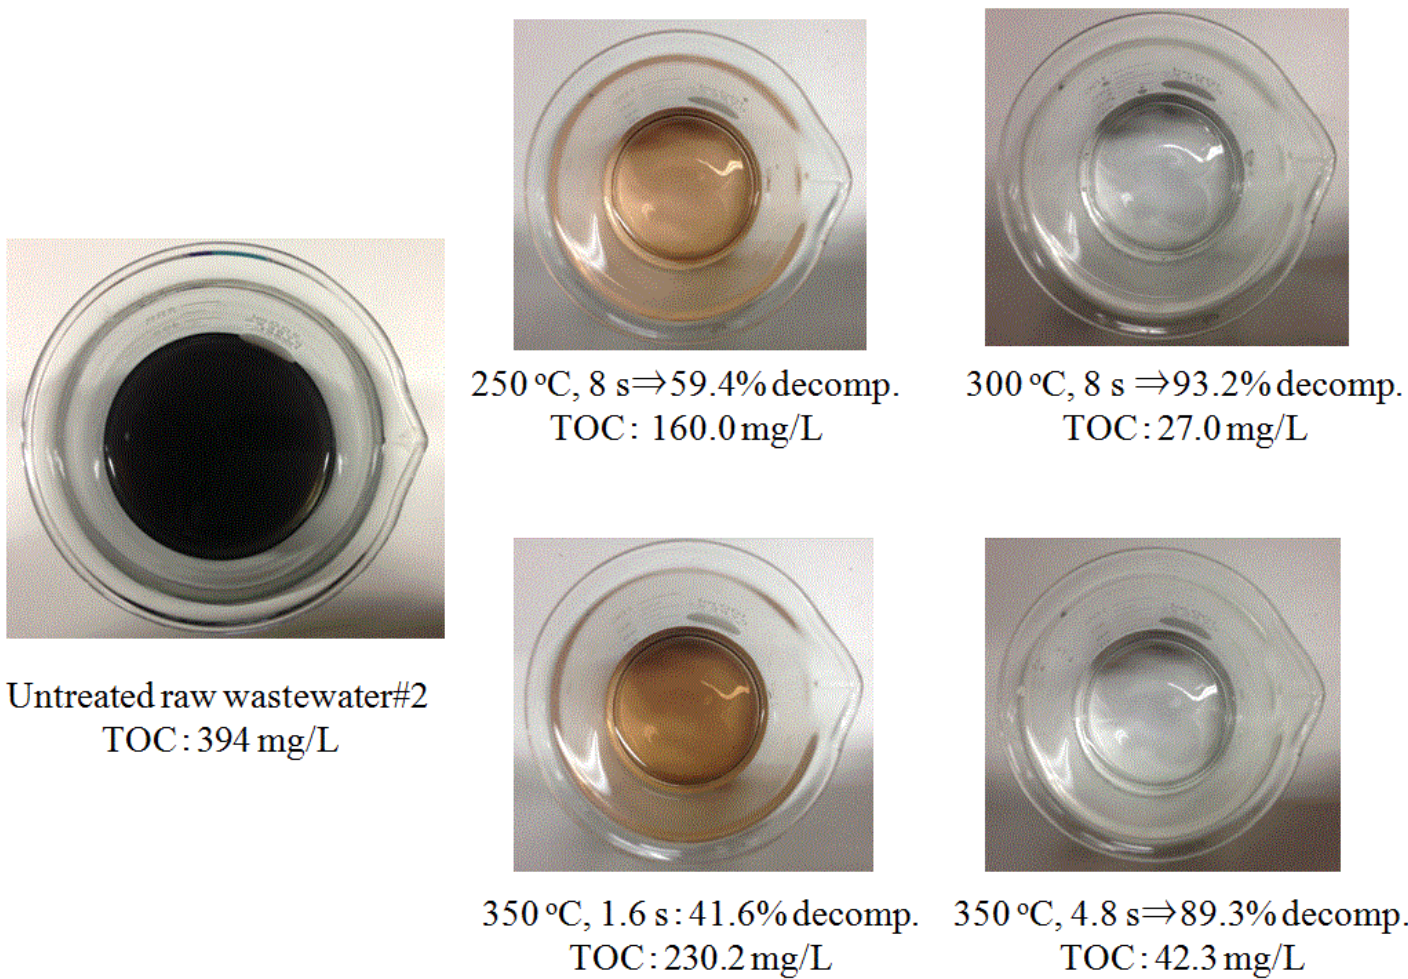 250 ºC, 8 s⇒59.4% decomp.
TOC: 160.0 mg/L
300 ºC, 8 s ⇒93.2% decomp.
TOC: 27.0 mg/L
Untreated raw wastewater#2
TOC: 394 mg/L
350 ºC, 1.6 s: 41.6% decomp.
TOC: 230.2 mg/L
350 ºC, 4.8 s⇒89.3% decomp.
TOC: 42.3 mg/L